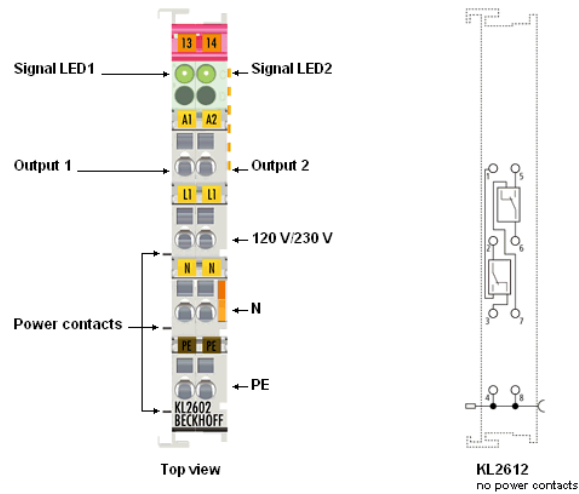 13 14
Signal LED1
Signal LED2
A1 A2
Output 1
Output 2
L1 L1
120 V/230 V
N N
N
Power contacts
PE PE
PE
KL2602
BECKHOFF
Top view
1 5
2 6
3 7
4 8
KL2612
no power contacts